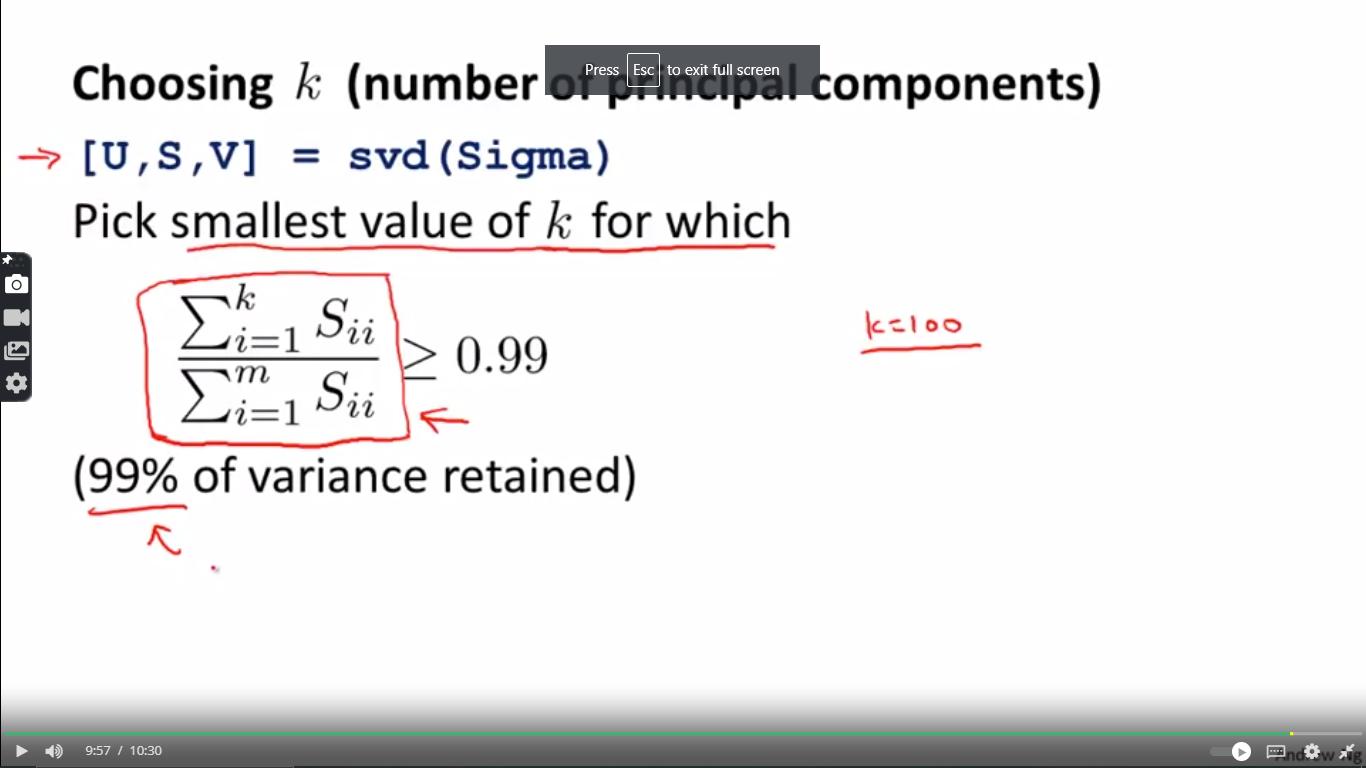 Press Esc to exit full screen
Choosing k (number of principal components)
→ [U,S,V] = svd(Sigma)
Pick smallest value of k for which
\frac{\sum_{i=1}^{k} S_{ii}}{\sum_{i=1}^{m} S_{ii}} ≥ 0.99
k=100
(99% of variance retained)
9:57 / 10:30
Andrew Ng